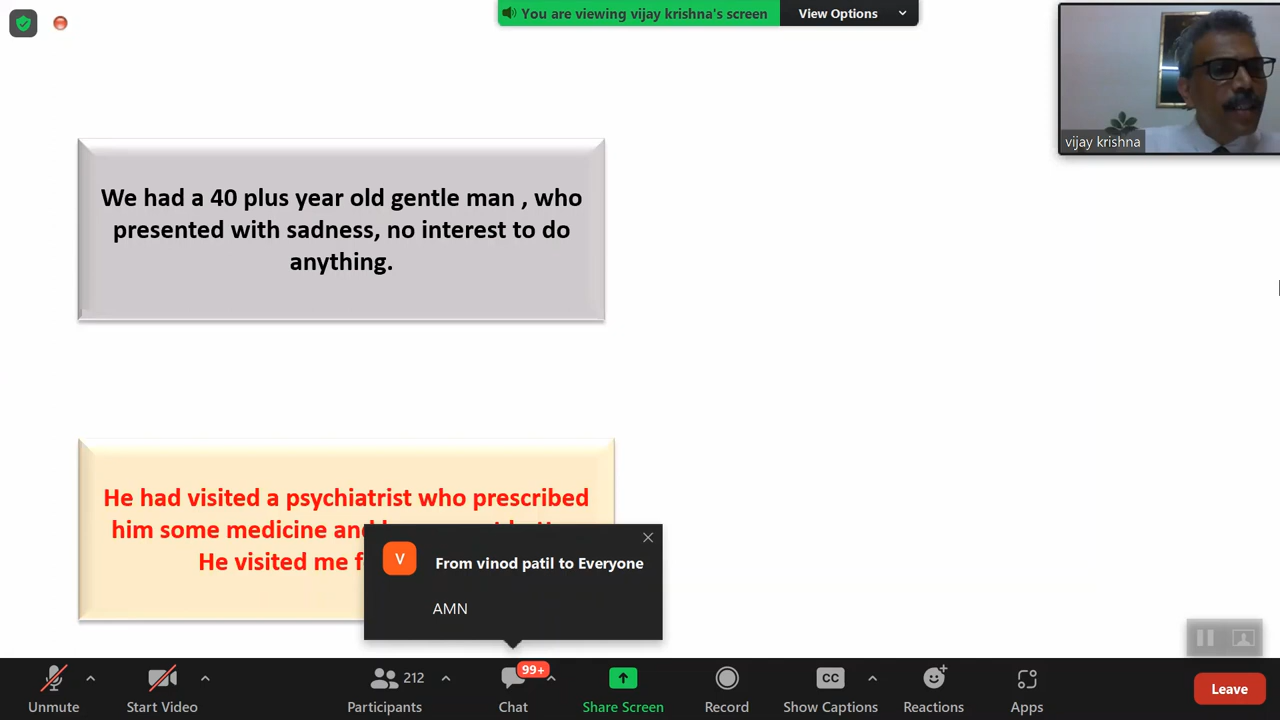 You are viewing vijay krishna's screen
View Options
vijay krishna
We had a 40 plus year old gentle man , who
presented with sadness, no interest to do
anything.
He had visited a psychiatrist who prescribed
him some medicine and
He visited me
V
From vinod patil to Everyone
AMN
Unmute
Start Video
212
Participants
99+
Chat
Share Screen
Record
CC
Show Captions
Reactions
Apps
Leave